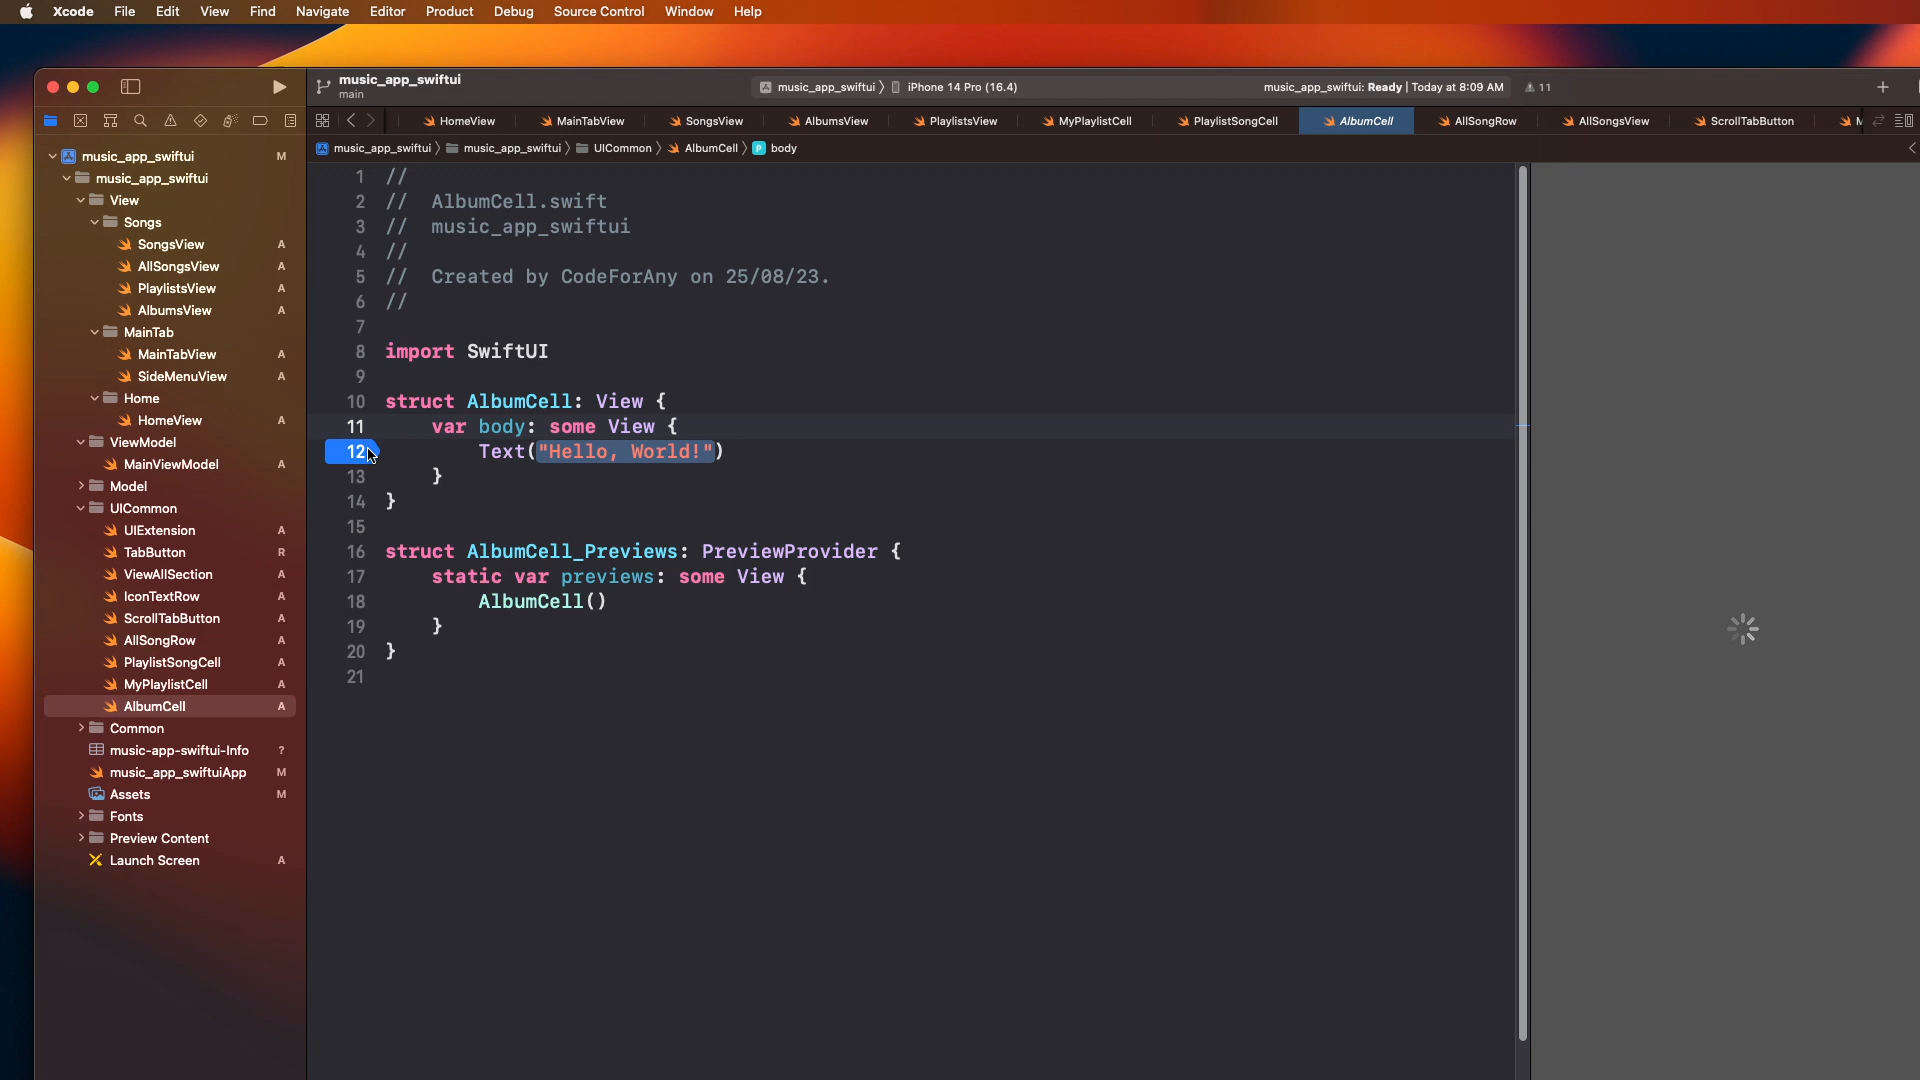 Xcode File Edit View Find Navigate Editor Product Debug Source Control Window Help
music_app_swiftui
main
music_app_swiftui iPhone 14 Pro (16.4)
music_app_swiftui: Ready | Today at 8:09 AM
11
HomeView MainTabView SongsView AlbumsView PlaylistsView MyPlaylistCell PlaylistSongCell AlbumCell AllSongRow AllSongsView ScrollTabButton M
music_app_swiftui music_app_swiftui UICommon AlbumCell P body
music_app_swiftui M
music_app_swiftui
View
Songs
SongsView A
AllSongsView A
PlaylistsView A
AlbumsView A
MainTab
MainTabView A
SideMenuView A
Home
HomeView A
ViewModel
MainViewModel A
Model
UICommon
UIExtension A
TabButton R
ViewAllSection A
IconTextRow A
ScrollTabButton A
AllSongRow A
PlaylistSongCell A
MyPlaylistCell A
AlbumCell A
Common
music-app-swiftui-Info ?
music_app_swiftuiApp M
Assets M
Fonts
Preview Content
Launch Screen A
1 //
2 // AlbumCell.swift
3 // music_app_swiftui
4 //
5 // Created by CodeForAny on 25/08/23.
6 //
7
8 import SwiftUI
9
10 struct AlbumCell: View {
11 var body: some View {
12 Text("Hello, World!")
13 }
14 }
15
16 struct AlbumCell_Previews: PreviewProvider {
17 static var previews: some View {
18 AlbumCell()
19 }
20 }
21